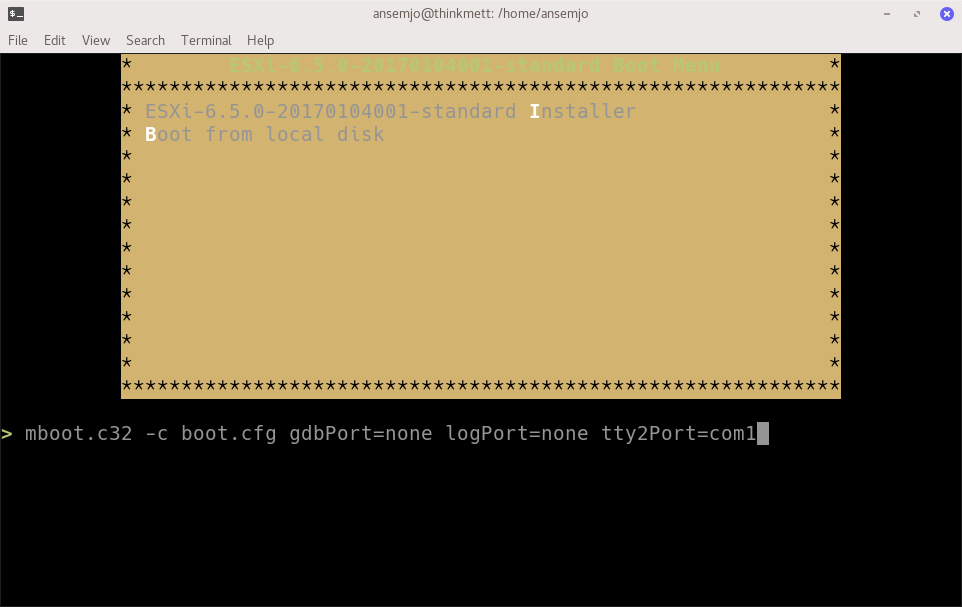 ansemjo@thinkmett: /home/ansemjo
File Edit View Search Terminal Help
* ESXi-6.5.0-20170104001-standard Boot Menu *
************************************************************
* ESXi-6.5.0-20170104001-standard Installer *
* Boot from local disk *
* *
* *
* *
* *
* *
* *
* *
* *
* *
* *
************************************************************
> mboot.c32 -c boot.cfg gdbPort=none logPort=none tty2Port=com1